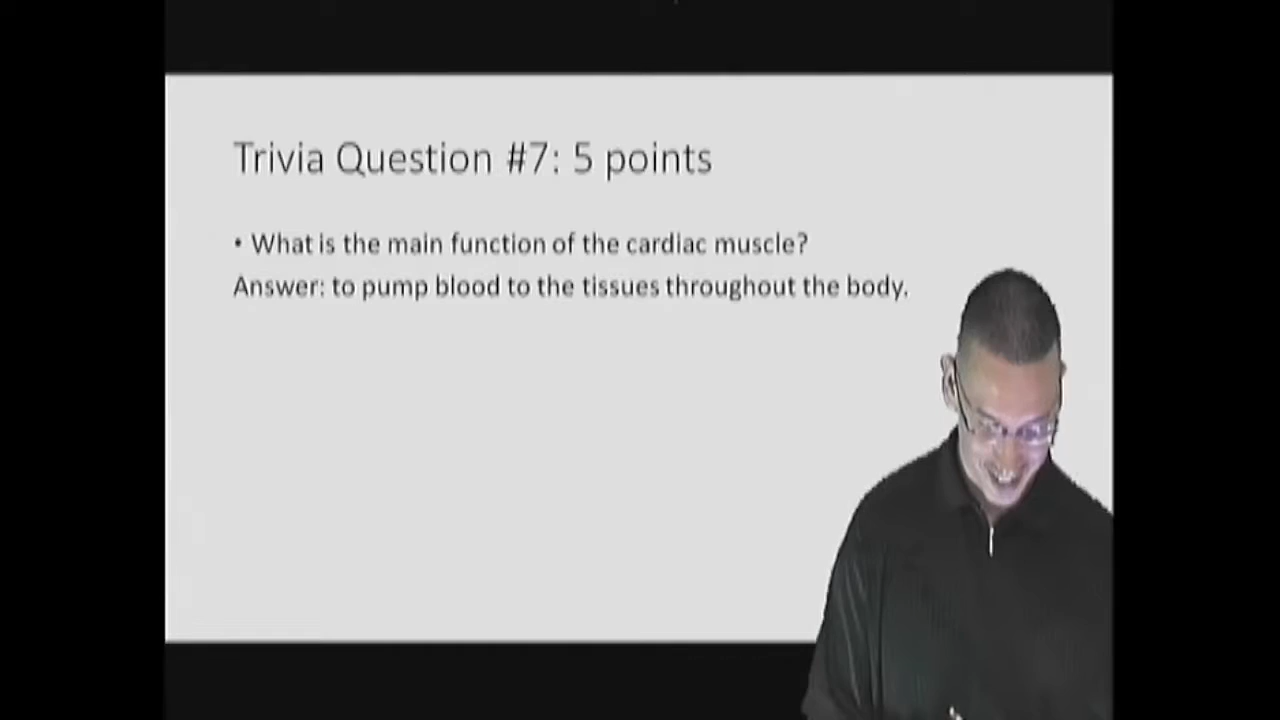 Trivia Question #7: 5 points
• What is the main function of the cardiac muscle?
Answer: to pump blood to the tissues throughout the body.